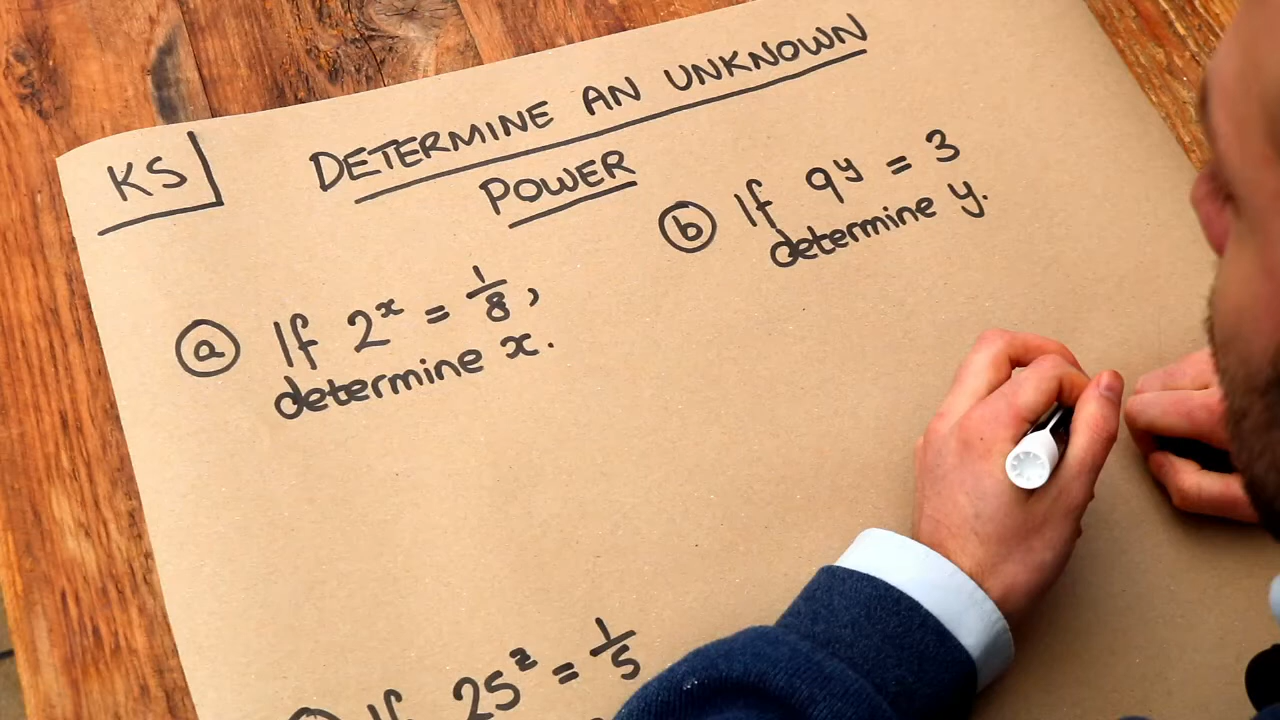 KS
DETERMINE AN UNKNOWN
POWER
a If 2ˣ = 1/8,
determine x.
b If 9ʸ = 3
determine y.
If 25ᶻ = 1/5